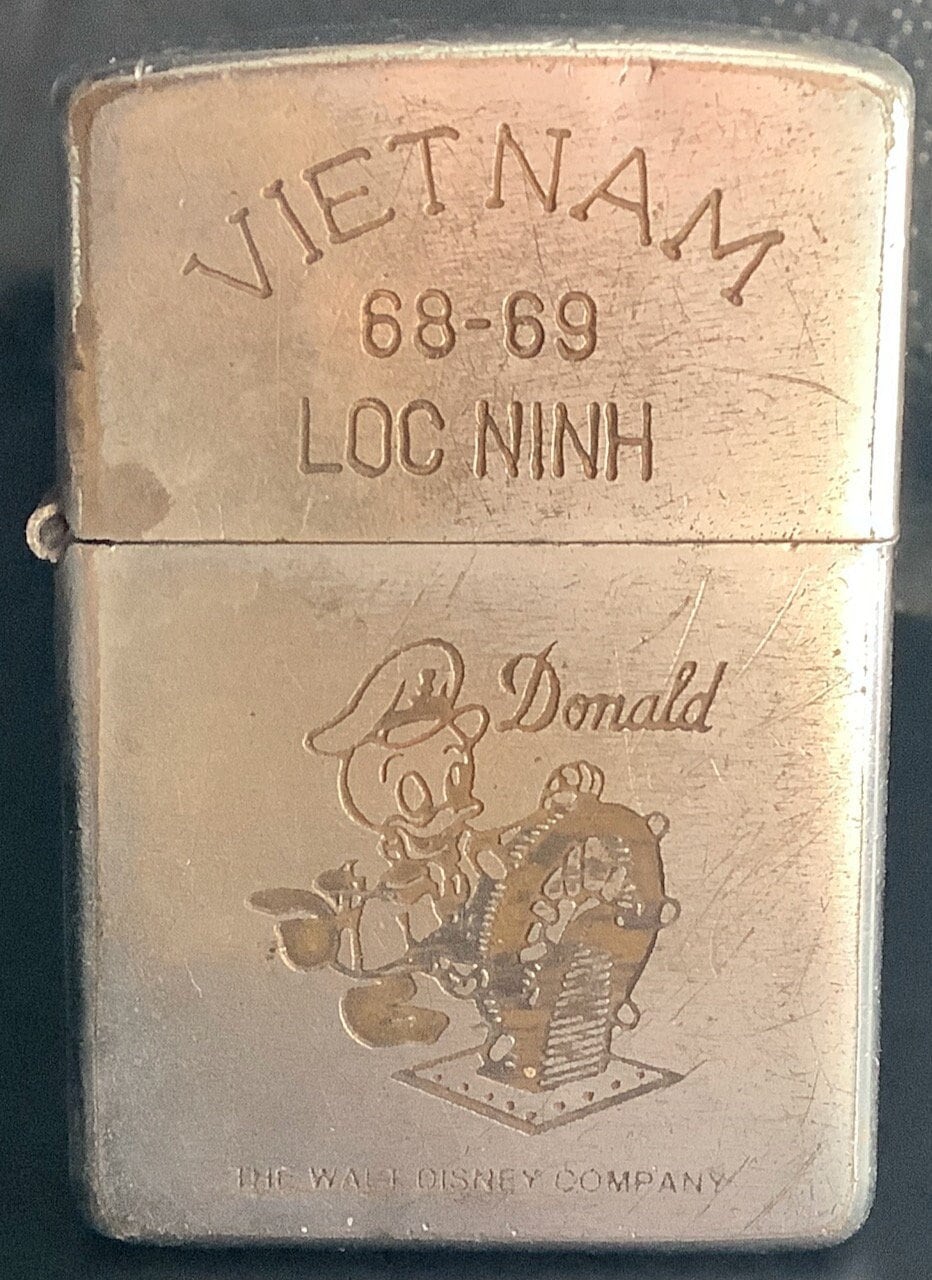 VIETNAM
68-69
LOC NINH
Donald
THE WALT DISNEY COMPANY